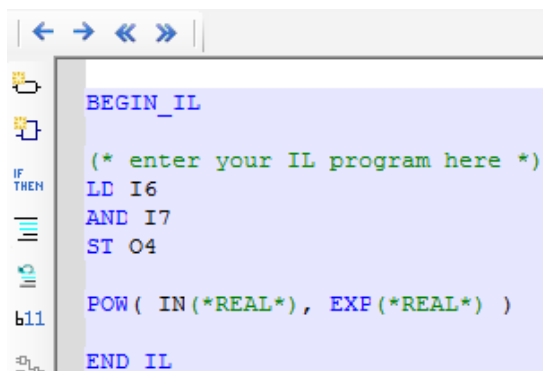 BEGIN_IL
IF
THEN
(* enter your IL program here *)
LD I6
AND I7
ST O4
POW( IN(*REAL*), EXP(*REAL*) )
b11
END_IL